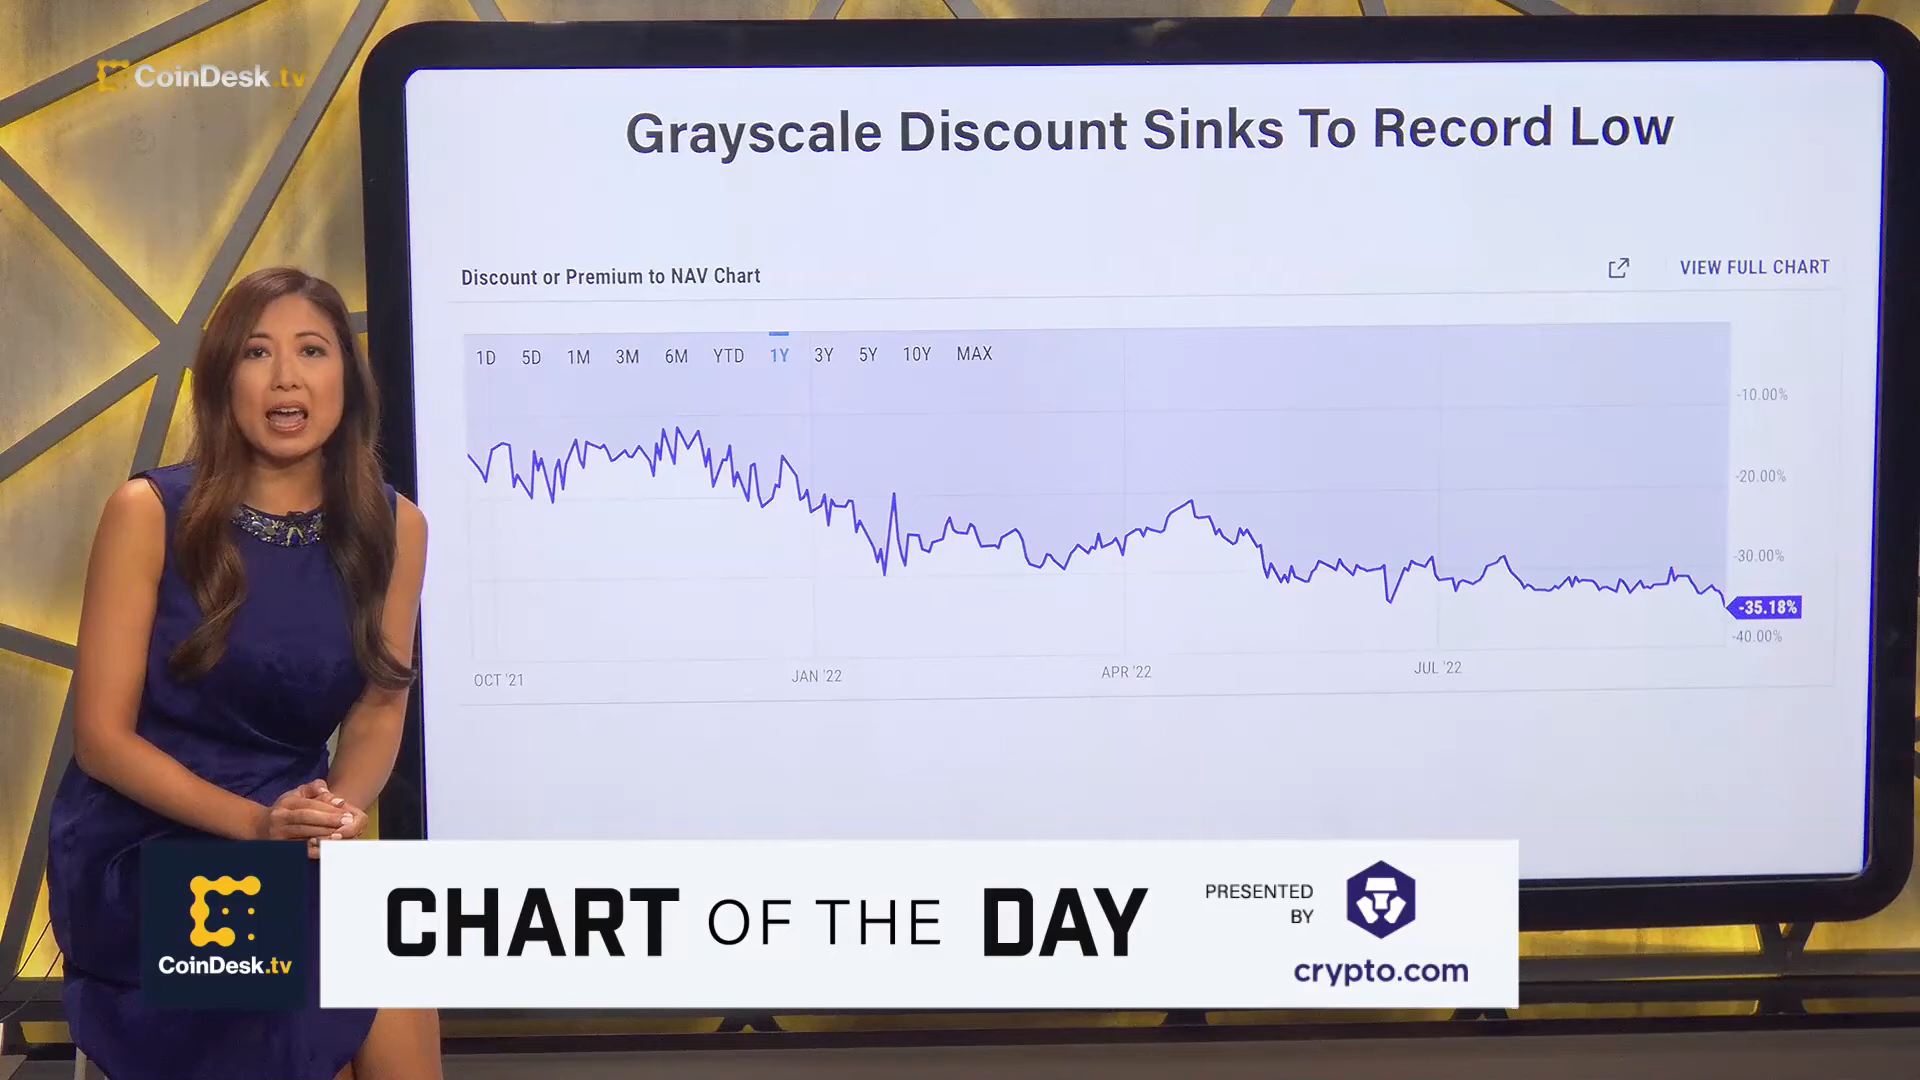 CoinDesk.tv
Grayscale Discount Sinks To Record Low
Discount or Premium to NAV Chart
VIEW FULL CHART
1D 5D 1M 3M 6M YTD 1Y 3Y 5Y 10Y MAX
-10.00%
-20.00%
-30.00%
-35.18%
-40.00%
OCT '21 JAN '22 APR '22 JUL '22
CoinDesk.tv
CHART OF THE DAY
PRESENTED
BY
crypto.com